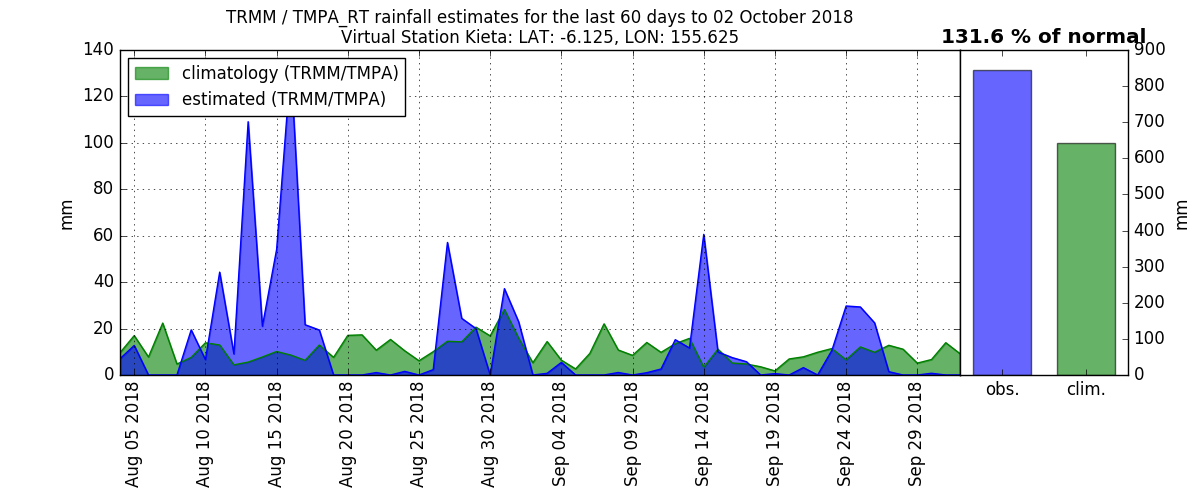 TRMM / TMPA_RT rainfall estimates for the last 60 days to 02 October 2018
Virtual Station Kieta: LAT: -6.125, LON: 155.625
131.6 % of normal
climatology (TRMM/TMPA)
estimated (TRMM/TMPA)
140
120
100
80
60
40
20
0
mm
Aug 05 2018
Aug 10 2018
Aug 15 2018
Aug 20 2018
Aug 25 2018
Aug 30 2018
Sep 04 2018
Sep 09 2018
Sep 14 2018
Sep 19 2018
Sep 24 2018
Sep 29 2018
900
800
700
600
500
400
300
200
100
0
mm
obs.
clim.